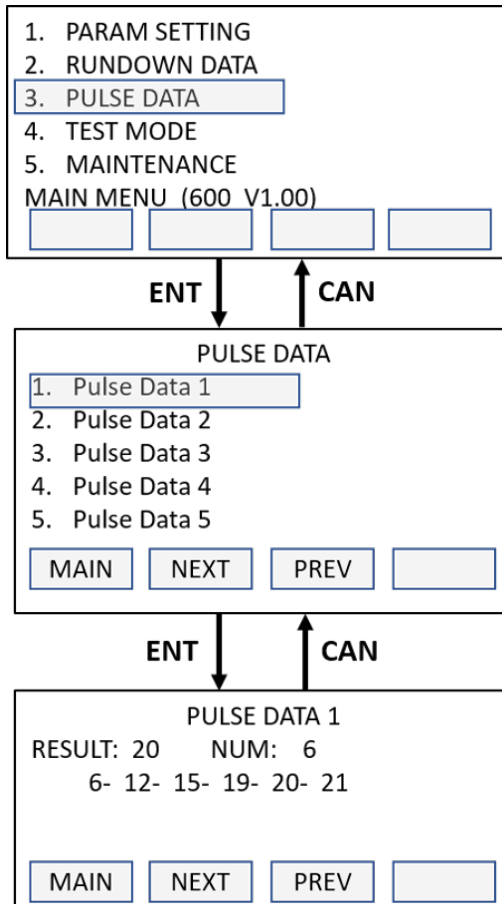 1. PARAM SETTING
2. RUNDOWN DATA
3. PULSE DATA
4. TEST MODE
5. MAINTENANCE
MAIN MENU (600 V1.00)
ENT CAN
PULSE DATA
1. Pulse Data 1
2. Pulse Data 2
3. Pulse Data 3
4. Pulse Data 4
5. Pulse Data 5
MAIN NEXT PREV
ENT CAN
PULSE DATA 1
RESULT: 20 NUM: 6
6- 12- 15- 19- 20- 21
MAIN NEXT PREV